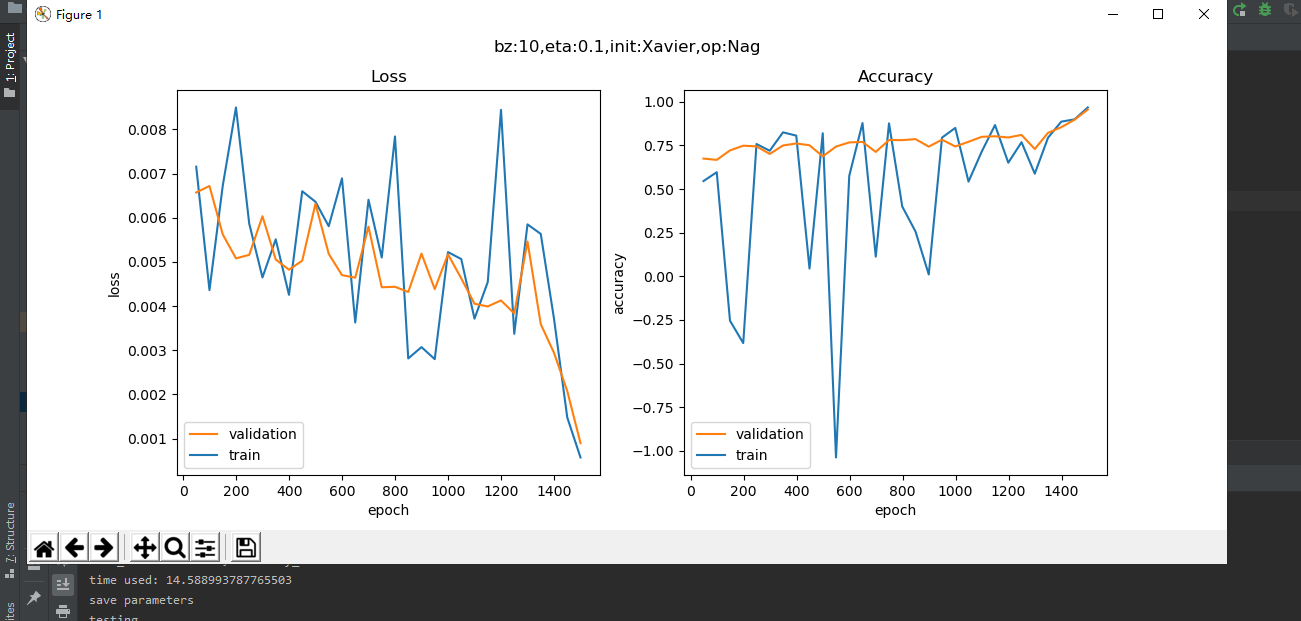 Figure 1
bz:10,eta:0.1,init:Xavier,op:Nag
Loss
0.008
0.007
0.006
0.005
0.004
0.003
0.002
0.001
loss
0 200 400 600 800 1000 1200 1400
epoch
validation
train
Accuracy
1.00
0.75
0.50
0.25
0.00
−0.25
−0.50
−0.75
−1.00
accuracy
0 200 400 600 800 1000 1200 1400
epoch
validation
train
1: Project
7: Structure
time used: 14.588993787765503
save parameters
testing